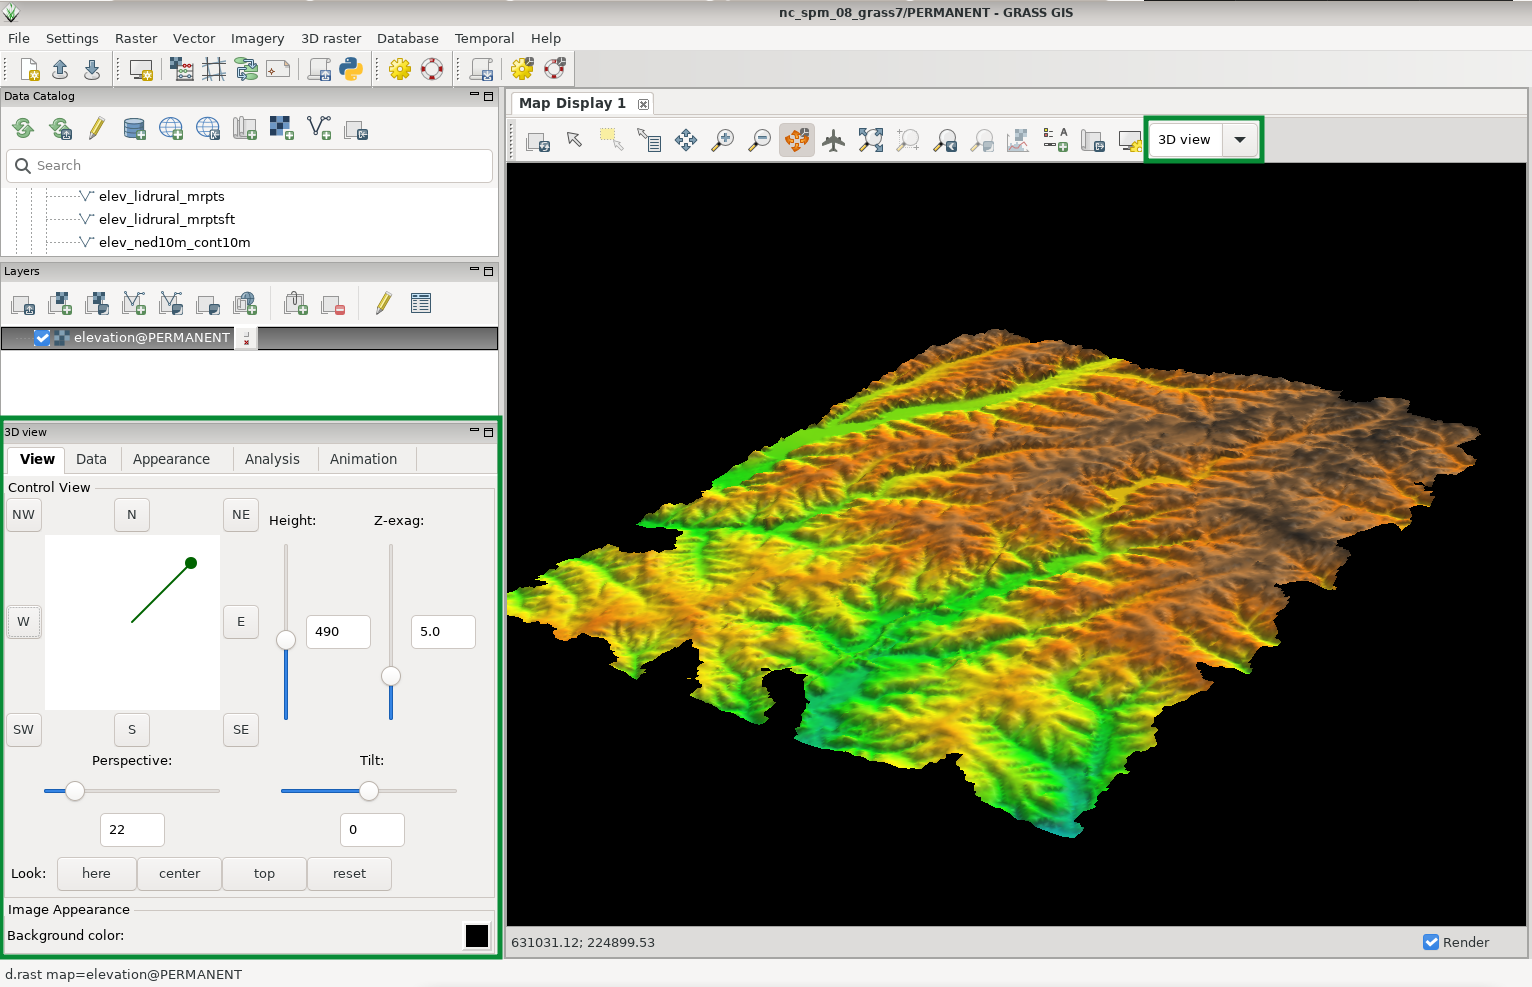 nc_spm_08_grass7/PERMANENT - GRASS GIS
File Settings Raster Vector Imagery 3D raster Database Temporal Help
Data Catalog
Search
elev_lidrural_mrpts
elev_lidrural_mrptsft
elev_ned10m_cont10m
Layers
elevation@PERMANENT
3D view
View Data Appearance Analysis Animation
Control View
NW N NE
Height: Z-exag:
W E
490 5.0
SW S SE
Perspective: Tilt:
22 0
Look: here center top reset
Image Appearance
Background color:
d.rast map=elevation@PERMANENT
Map Display 1
3D view
631031.12; 224899.53
Render